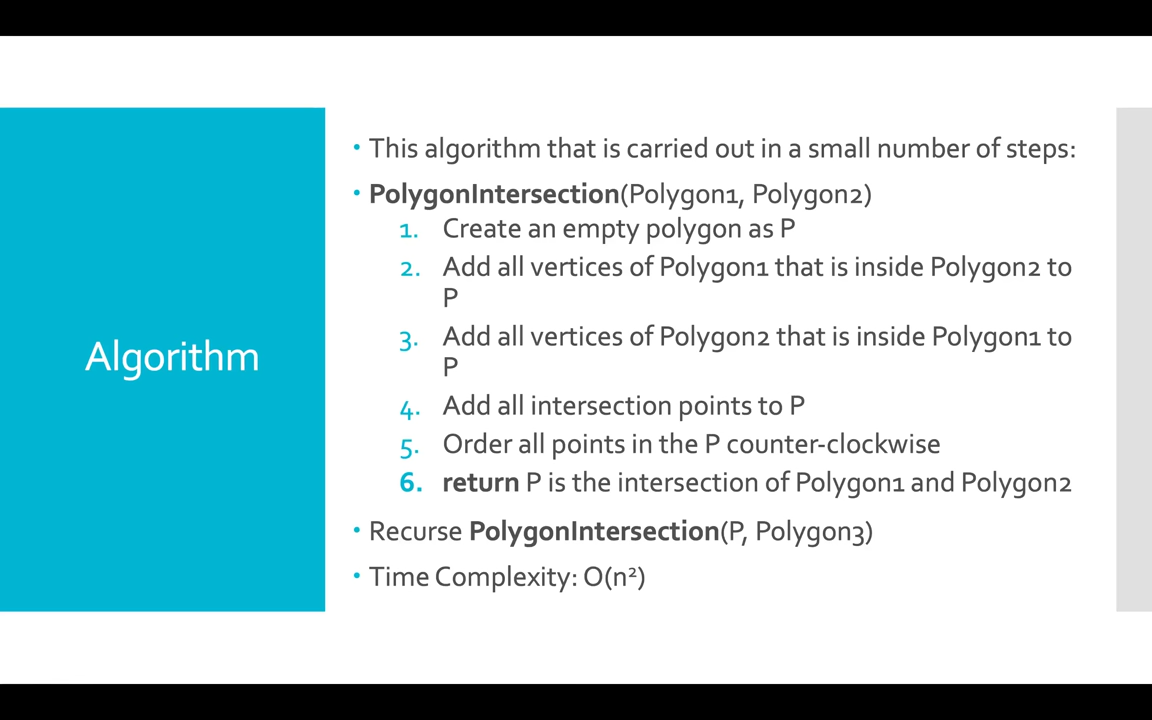 Algorithm
• This algorithm that is carried out in a small number of steps:
• PolygonIntersection(Polygon1, Polygon2)
1. Create an empty polygon as P
2. Add all vertices of Polygon1 that is inside Polygon2 to
P
3. Add all vertices of Polygon2 that is inside Polygon1 to
P
4. Add all intersection points to P
5. Order all points in the P counter-clockwise
6. return P is the intersection of Polygon1 and Polygon2
• Recurse PolygonIntersection(P, Polygon3)
• Time Complexity: O(n²)